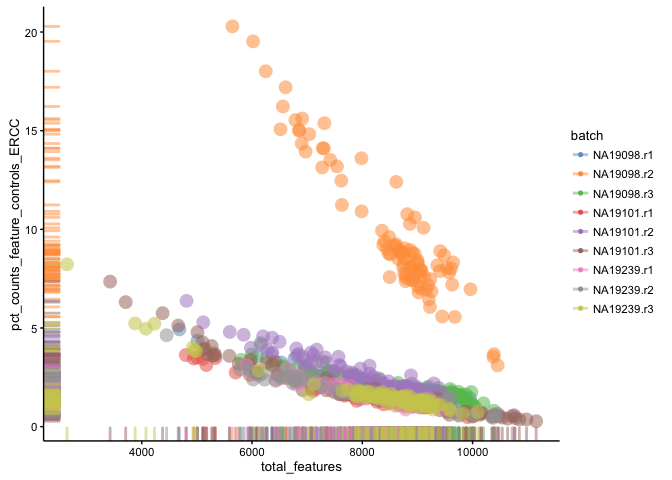 20
15
10
5
0
pct_counts_feature_controls_ERCC
4000
6000
8000
10000
total_features
batch
NA19098.r1
NA19098.r2
NA19098.r3
NA19101.r1
NA19101.r2
NA19101.r3
NA19239.r1
NA19239.r2
NA19239.r3